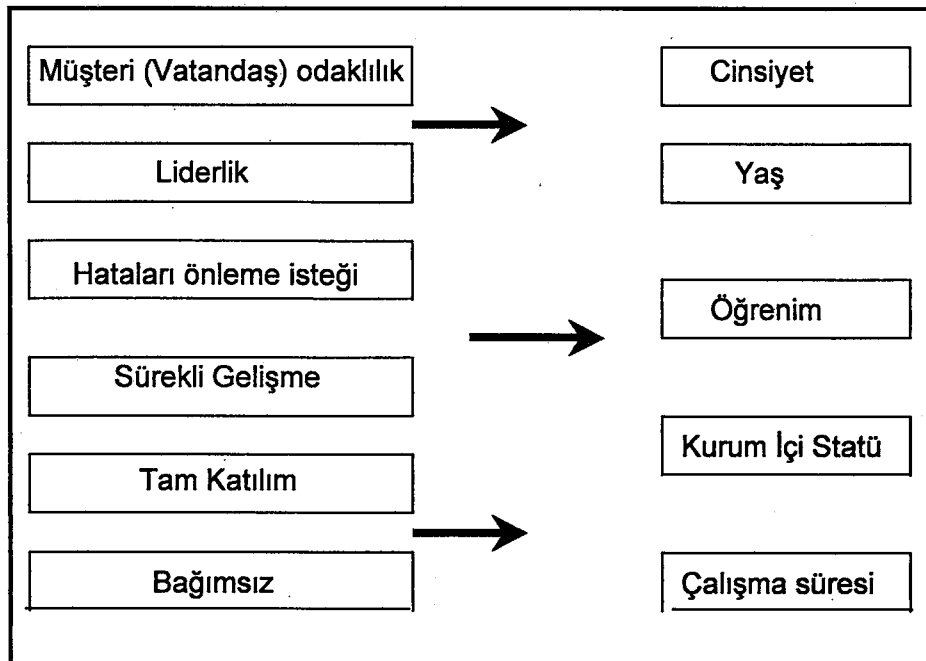 Müşteri (Vatandaş) odaklılık
Liderlik
Hataları önleme isteği
Sürekli Gelişme
Tam Katılım
Bağımsız
Cinsiyet
Yaş
Öğrenim
Kurum İçi Statü
Çalışma süresi